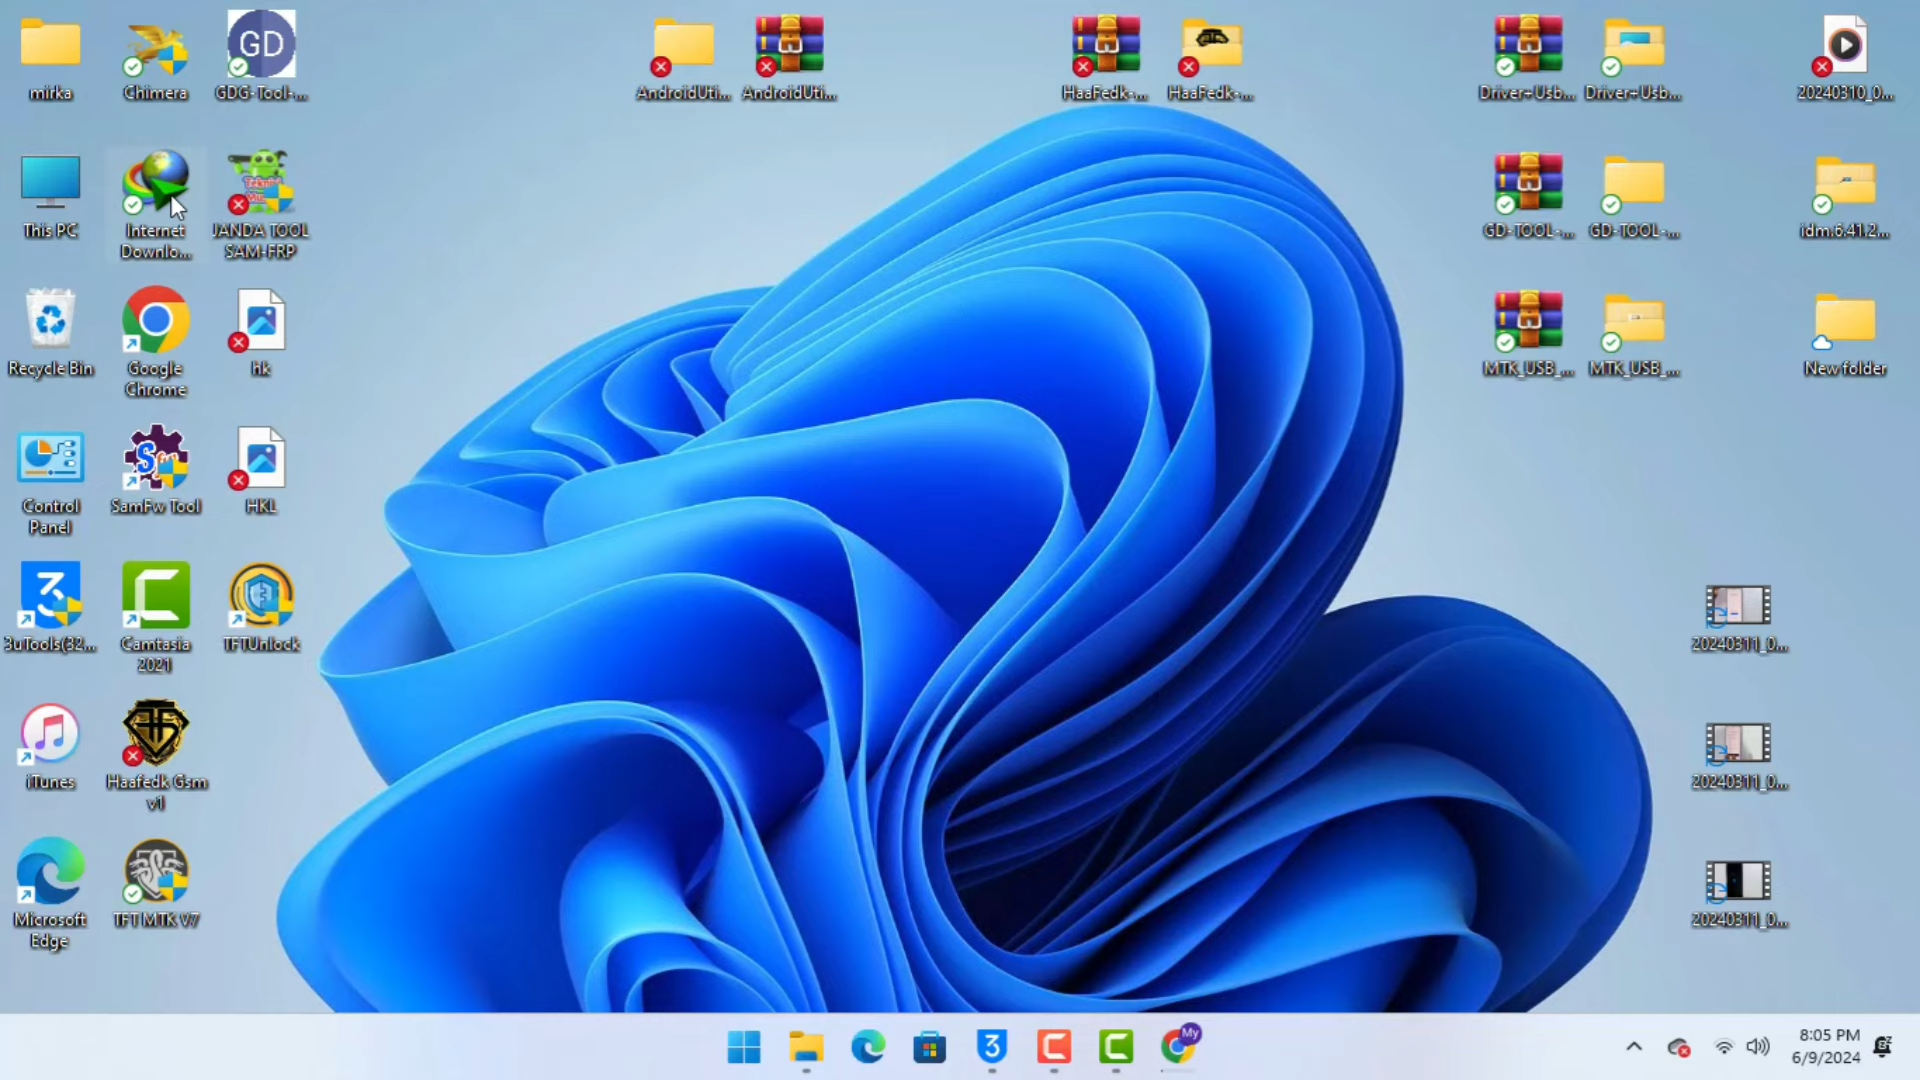 mirka
Chimera
GD
GDG-Tool-...
AndroidUti...
AndroidUti...
HaaFedk-...
HaaFedk-...
Driver+Usb...
Driver+Usb...
20240310_0...
This PC
Internet
Downlo...
JANDA TOOL
SAM-FRP
GD-TOOL-...
GD-TOOL-...
idm.6.41.2...
Recycle Bin
Google
Chrome
hk
MTK_USB_...
MTK_USB_...
New folder
Control
Panel
SamFw Tool
HKL
3uTools(32...
Camtasia
2021
TFTUnlock
20240311_0...
iTunes
Haafedk Gsm
v1
20240311_0...
Microsoft
Edge
TFT MTK V7
20240311_0...
My
8:05 PM
6/9/2024